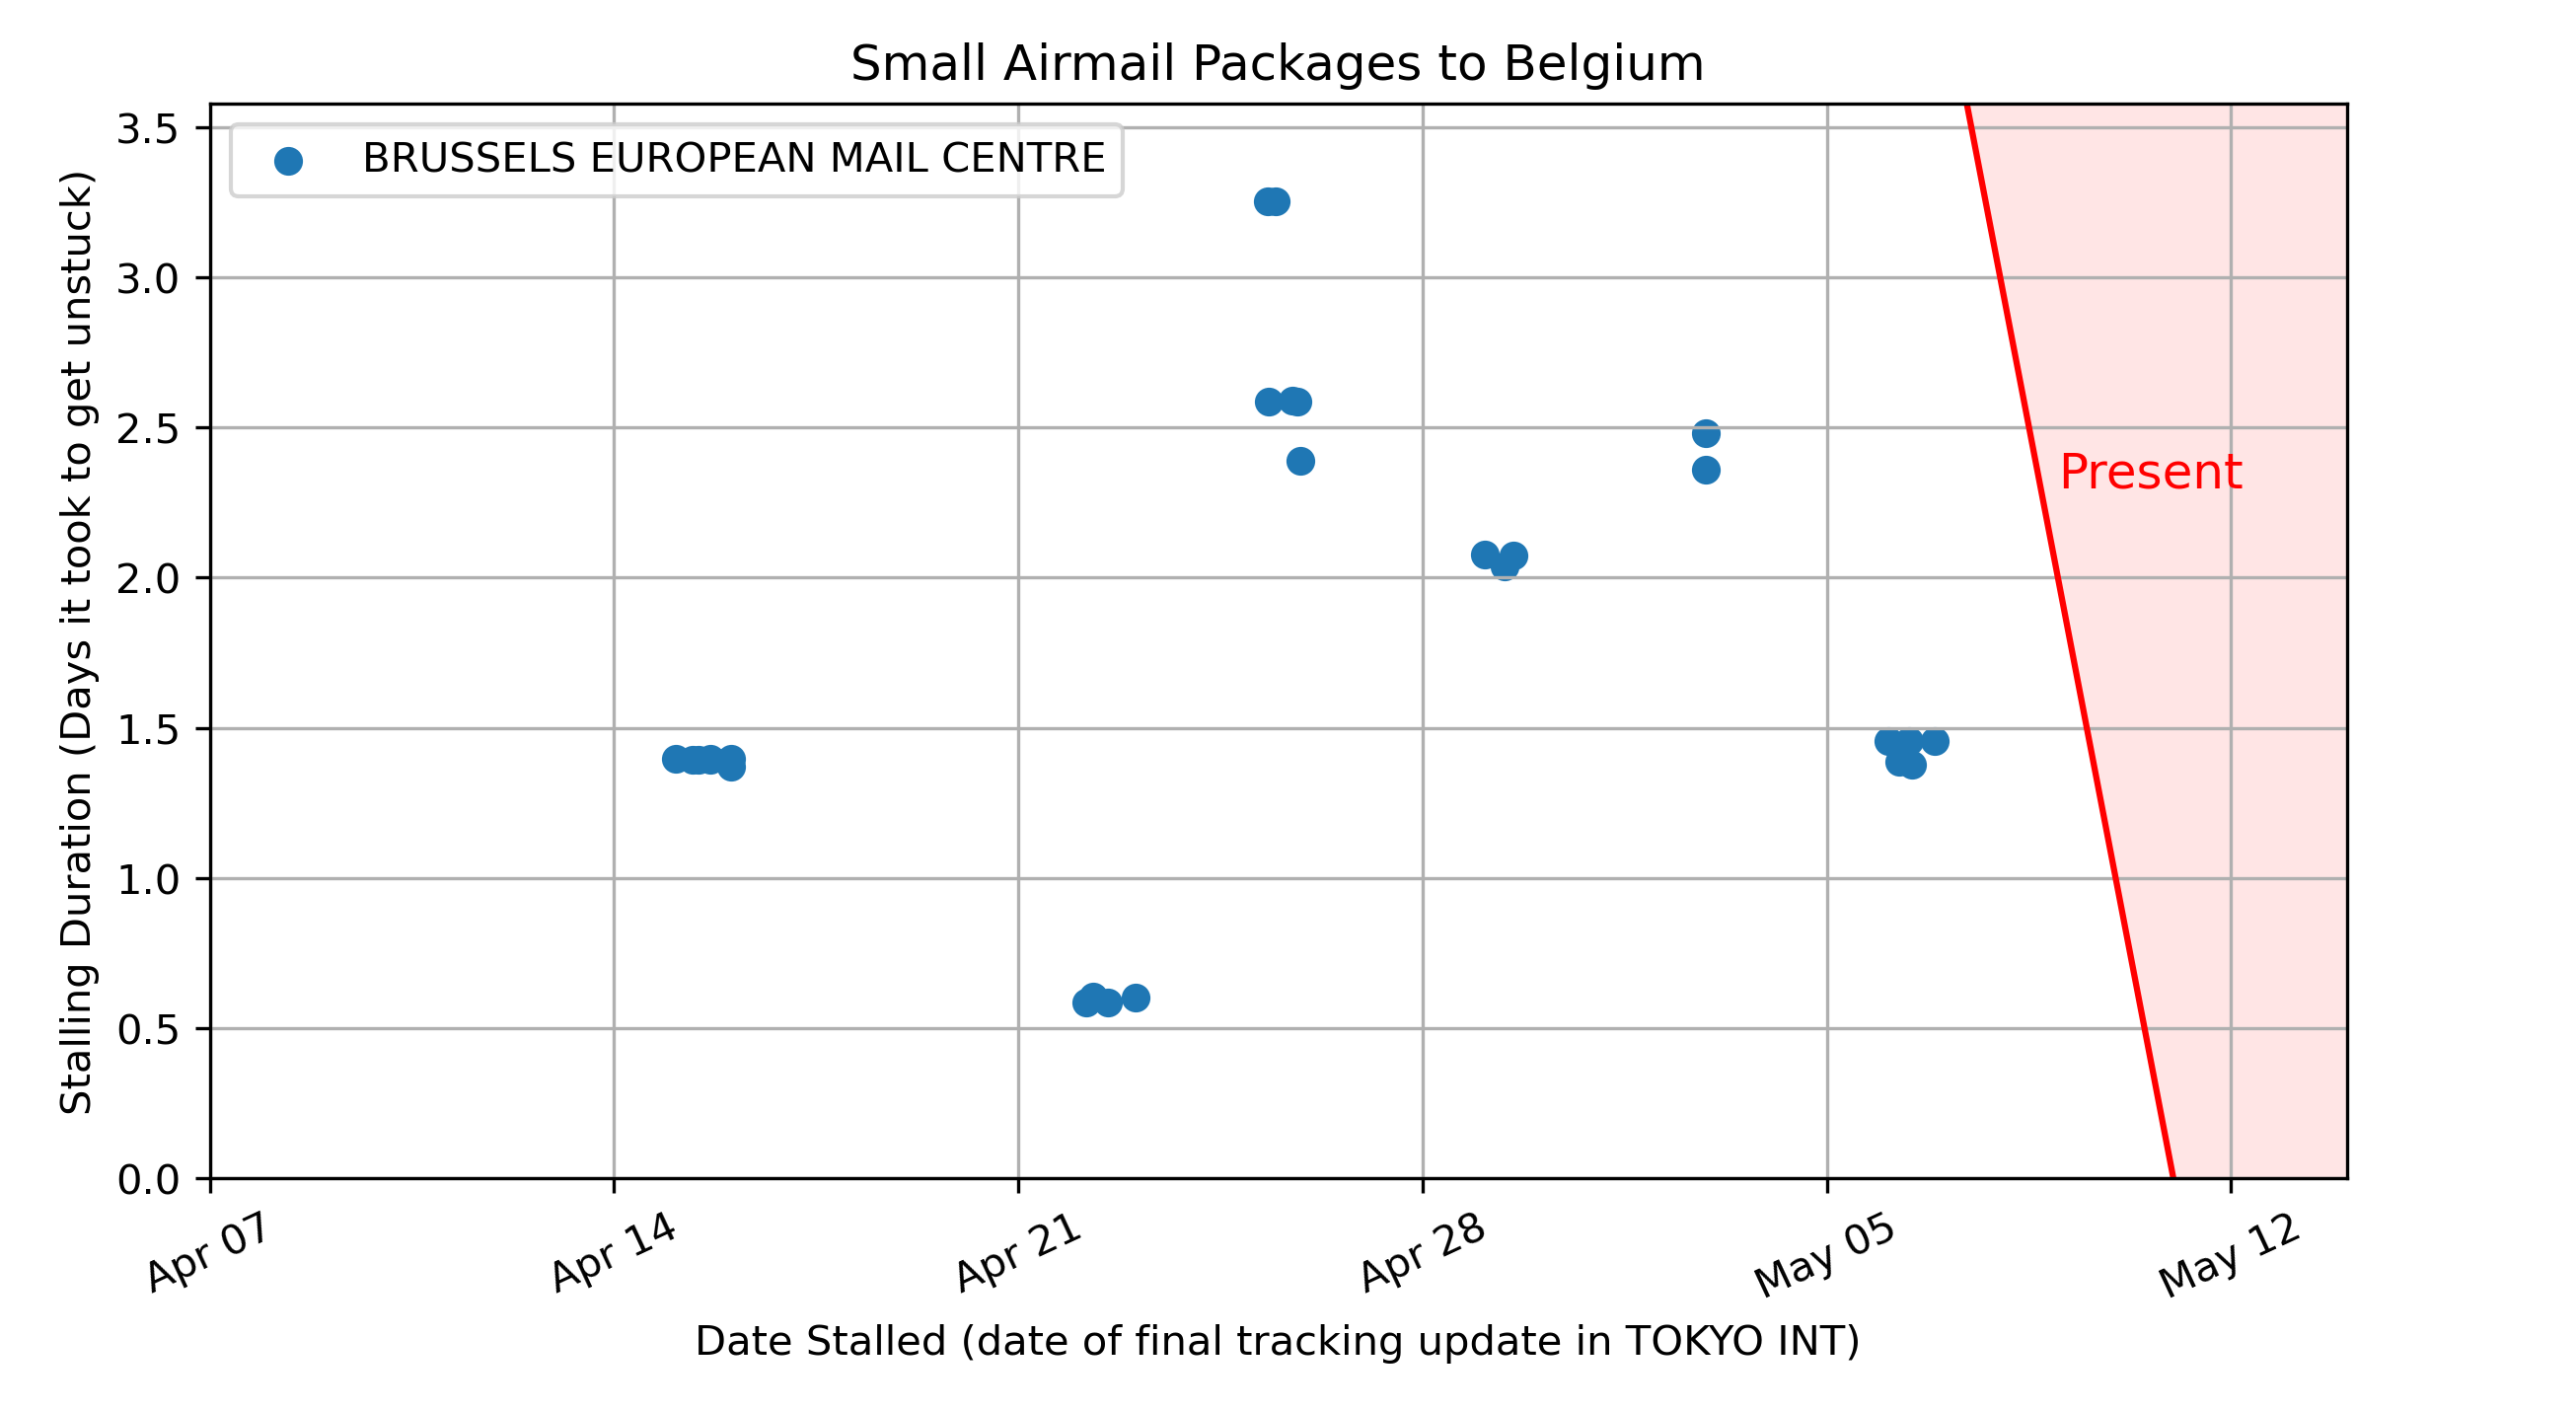 Small Airmail Packages to Belgium
BRUSSELS EUROPEAN MAIL CENTRE
Stalling Duration (Days it took to get unstuck)
3.5
3.0
2.5
2.0
1.5
1.0
0.5
0.0
Present
Apr 07
Apr 14
Apr 21
Apr 28
May 05
May 12
Date Stalled (date of final tracking update in TOKYO INT)